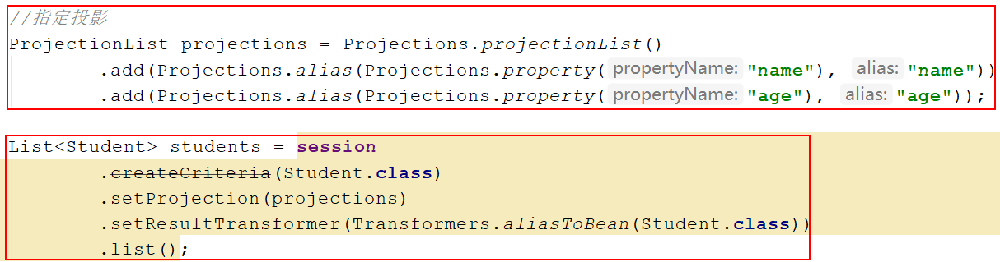 //指定投影
ProjectionList projections = Projections.projectionList()
.add(Projections.alias(Projections.property( propertyName: "name"), alias: "name"))
.add(Projections.alias(Projections.property( propertyName: "age"), alias: "age"));
List<Student> students = session
.createCriteria(Student.class)
.setProjection(projections)
.setResultTransformer(Transformers.aliasToBean(Student.class))
.list();